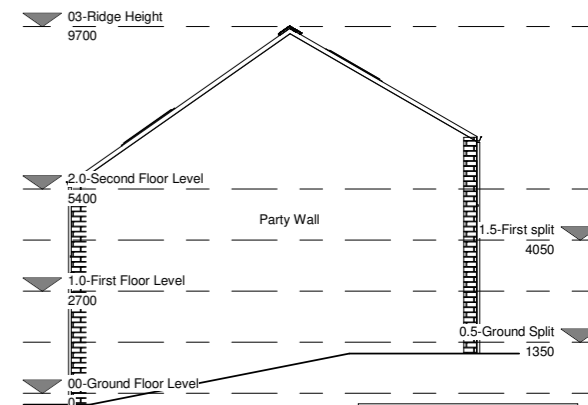 03-Ridge Height
9700
2.0-Second Floor Level
5400
Party Wall
1.5-First split
4050
1.0-First Floor Level
2700
0.5-Ground Split
1350
00-Ground Floor Level
0